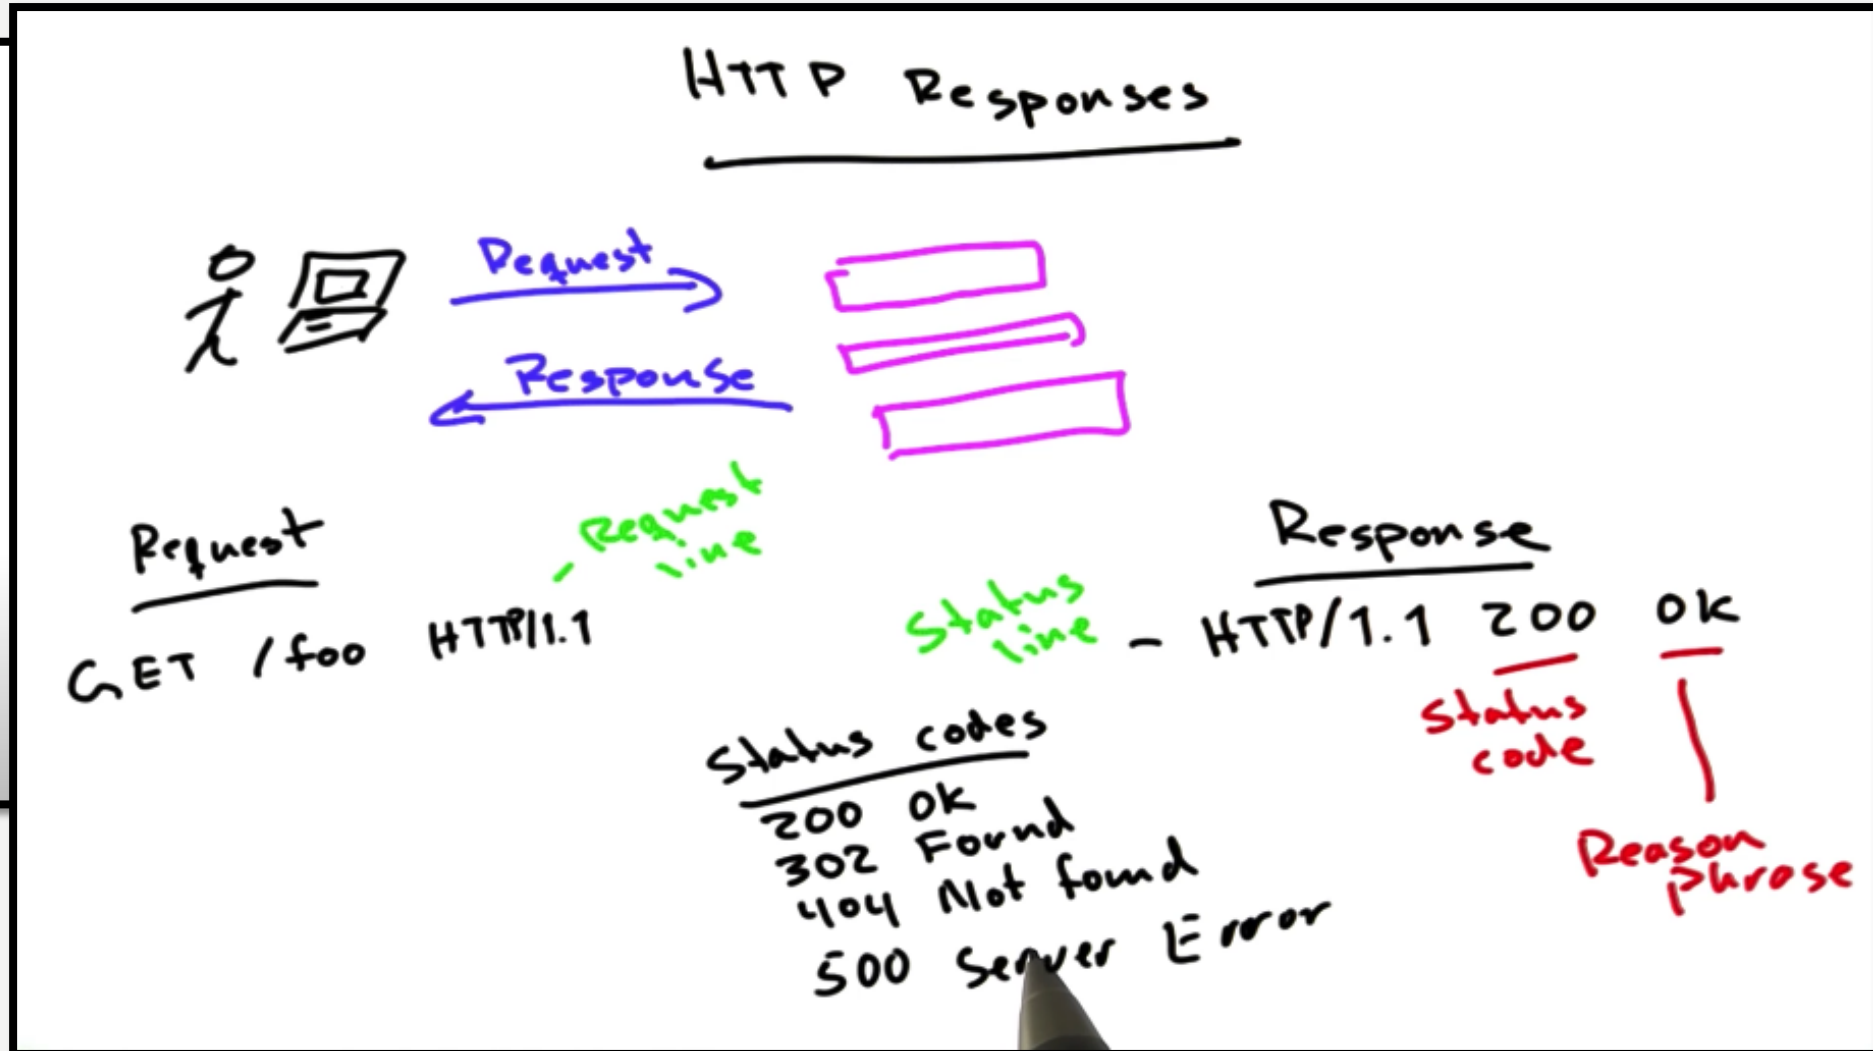 HTTP Responses
Request
Response
Request
GET /foo HTTP/1.1
Request
line
Response
Status
line
- HTTP/1.1 200 OK
Status
code
Reason
Phrase
Status codes
200 OK
302 Found
404 Not found
500 Server Error